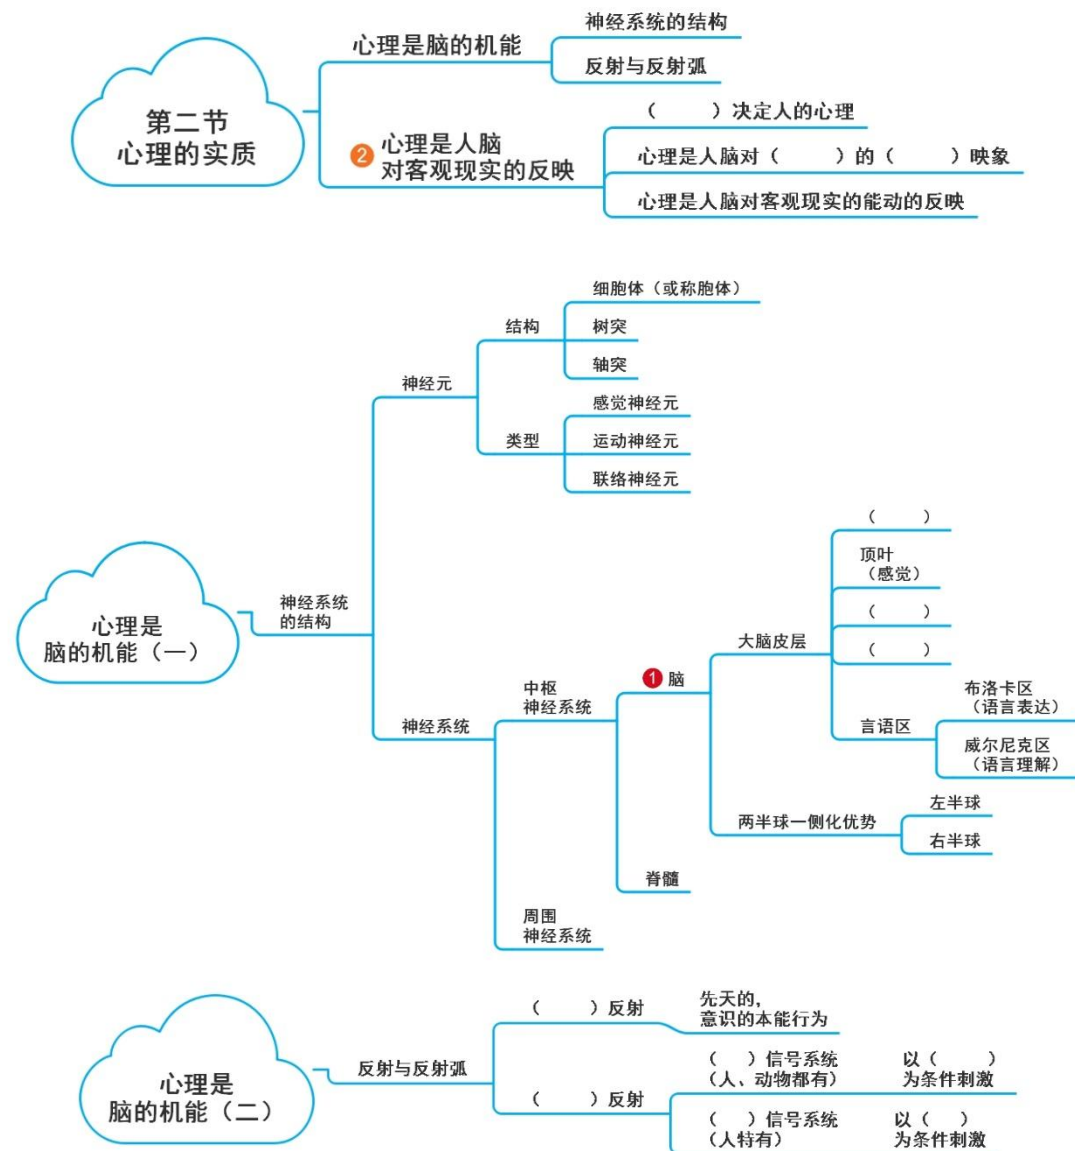 第二节
心理的实质
心理是脑的机能
神经系统的结构
反射与反射弧
2 心理是人脑
对客观现实的反映
（　　）决定人的心理
心理是人脑对（　　）的（　　）映象
心理是人脑对客观现实的能动的反映
心理是
脑的机能（一）
神经系统
的结构
神经元
结构
细胞体（或称胞体）
树突
轴突
类型
感觉神经元
运动神经元
联络神经元
神经系统
中枢
神经系统
1 脑
大脑皮层
（　　）
顶叶
（感觉）
（　　）
（　　）
言语区
布洛卡区
（语言表达）
威尔尼克区
（语言理解）
两半球一侧化优势
左半球
右半球
脊髓
周围
神经系统
心理是
脑的机能（二）
反射与反射弧
（　　）反射
先天的，
意识的本能行为
（　　）反射
（　　）信号系统　　以（　　）
（人、动物都有）　　为条件刺激
（　　）信号系统　　以（　　）
（人特有）　　为条件刺激